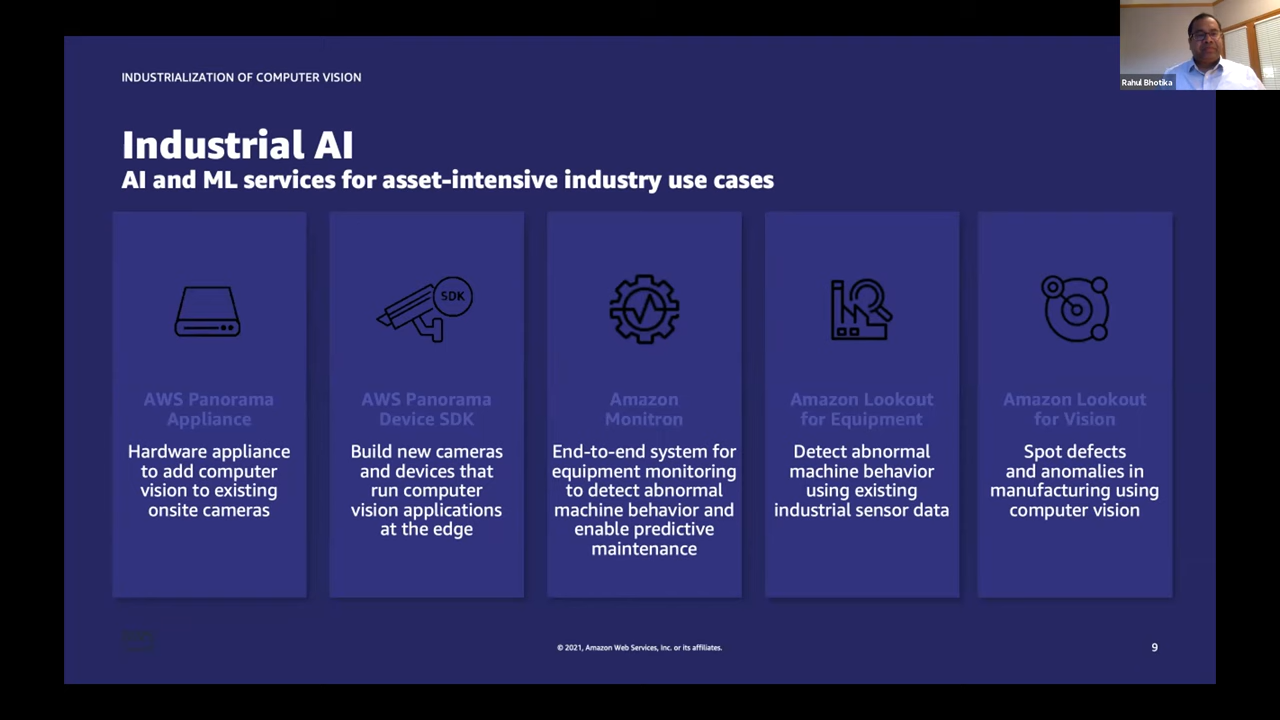 Rahul Bhotika
INDUSTRIALIZATION OF COMPUTER VISION
Industrial AI
AI and ML services for asset-intensive industry use cases
AWS Panorama
Appliance
Hardware appliance
to add computer
vision to existing
onsite cameras
SDK
AWS Panorama
Device SDK
Build new cameras
and devices that
run computer
vision applications
at the edge
Amazon
Monitron
End-to-end system for
equipment monitoring
to detect abnormal
machine behavior and
enable predictive
maintenance
Amazon Lookout
for Equipment
Detect abnormal
machine behavior
using existing
industrial sensor data
Amazon Lookout
for Vision
Spot defects
and anomalies in
manufacturing using
computer vision
aws
© 2021, Amazon Web Services, Inc. or its affiliates.
9